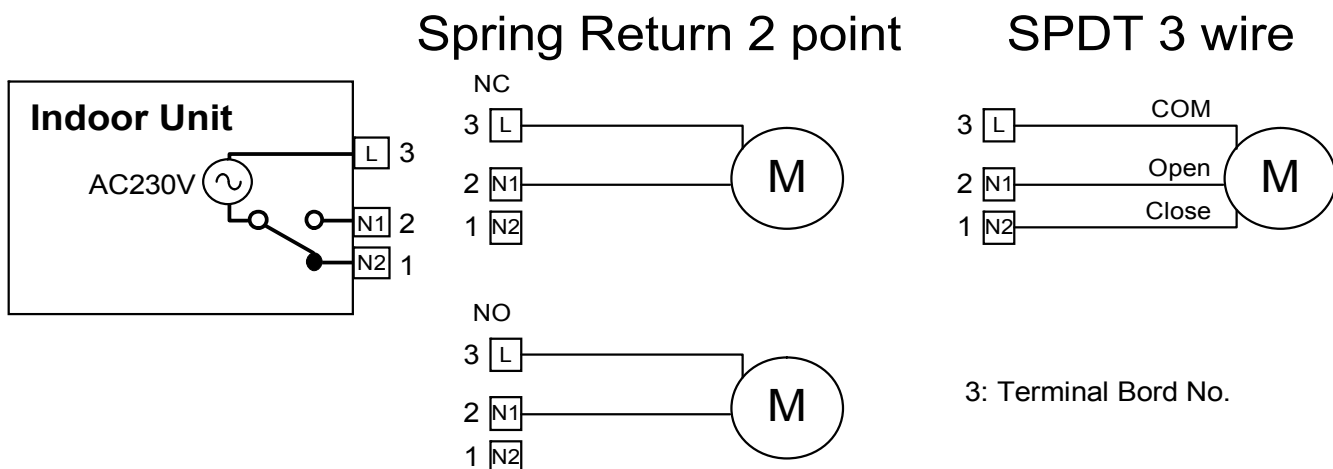 Spring Return 2 point
SPDT 3 wire
Indoor Unit
AC230V
L 3
N1 2
N2 1
NC
3 L
2 N1
1 N2
M
NO
3 L
2 N1
1 N2
M
3 L COM
2 N1 Open
1 N2 Close
M
3: Terminal Bord No.